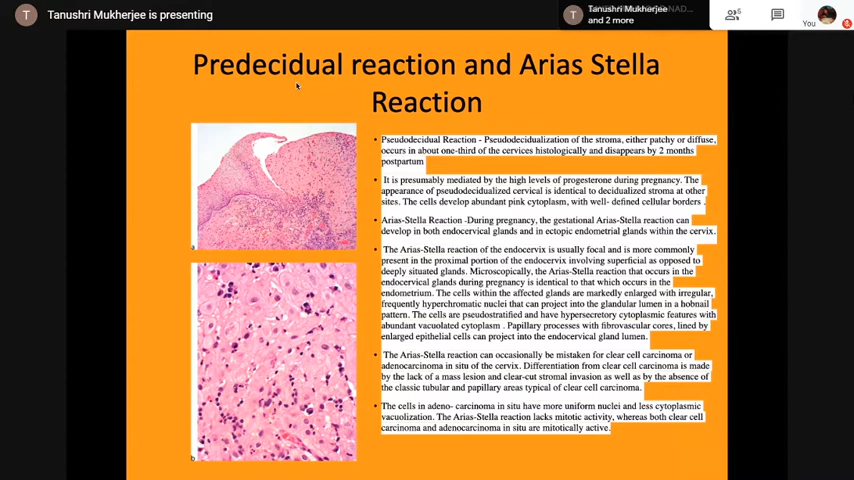 Tanushri Mukherjee is presenting
T
Tanushri Mukherjee
and 2 more
T
6
You
Predecidual reaction and Arias Stella
Reaction
• Pseudodecidual Reaction - Pseudodecidualization of the stroma, either patchy or diffuse,
occurs in about one-third of the cervices histologically and disappears by 2 months
postpartum
• It is presumably mediated by the high levels of progesterone during pregnancy. The
appearance of pseudodecidualized cervical is identical to decidualized stroma at other
sites. The cells develop abundant pink cytoplasm, with well- defined cellular borders .
• Arias-Stella Reaction -During pregnancy, the gestational Arias-Stella reaction can
develop in both endocervical glands and in ectopic endometrial glands within the cervix.
• The Arias-Stella reaction of the endocervix is usually focal and is more commonly
present in the proximal portion of the endocervix involving superficial as opposed to
deeply situated glands. Microscopically, the Arias-Stella reaction that occurs in the
endocervical glands during pregnancy is identical to that which occurs in the
endometrium. The cells within the affected glands are markedly enlarged with irregular,
frequently hyperchromatic nuclei that can project into the glandular lumen in a hobnail
pattern. The cells are pseudostratified and have hypersecretory cytoplasmic features with
abundant vacuolated cytoplasm . Papillary processes with fibrovascular cores, lined by
enlarged epithelial cells can project into the endocervical gland lumen.
• The Arias-Stella reaction can occasionally be mistaken for clear cell carcinoma or
adenocarcinoma in situ of the cervix. Differentiation from clear cell carcinoma is made
by the lack of a mass lesion and clear-cut stromal invasion as well as by the absence of
the classic tubular and papillary areas typical of clear cell carcinoma.
• The cells in adeno- carcinoma in situ have more uniform nuclei and less cytoplasmic
vacuolization. The Arias-Stella reaction lacks mitotic activity, whereas both clear cell
carcinoma and adenocarcinoma in situ are mitotically active.
a
b